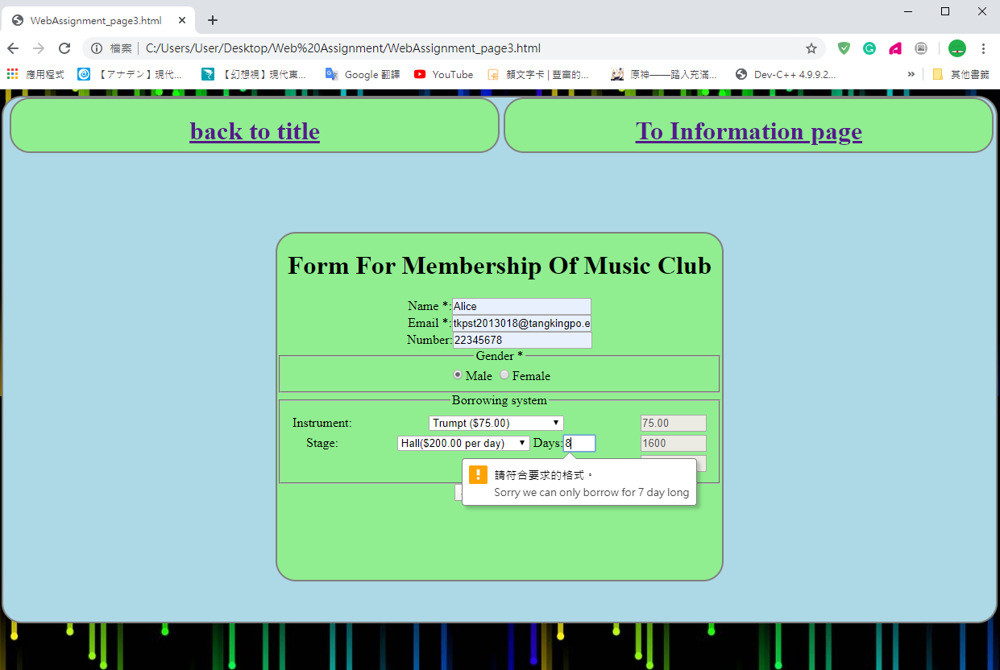 WebAssignment_page3.html
檔案 C:/Users/User/Desktop/Web%20Assignment/WebAssignment_page3.html
應用程式 【アナデン】現代... 【幻想視】現代東... Google 翻譯 YouTube 顏文字卡 | 豐富的... 原神——踏入充滿... Dev-C++ 4.9.9.2... » 其他書籤
back to title To Information page
Form For Membership Of Music Club
Name *: Alice
Email *: tkpst2013018@tangkingpo.e
Number: 22345678
Gender *
Male Female
Borrowing system
Instrument: Trumpt ($75.00) 75.00
Stage: Hall($200.00 per day) Days: 8 1600
請符合要求的格式。
Sorry we can only borrow for 7 day long